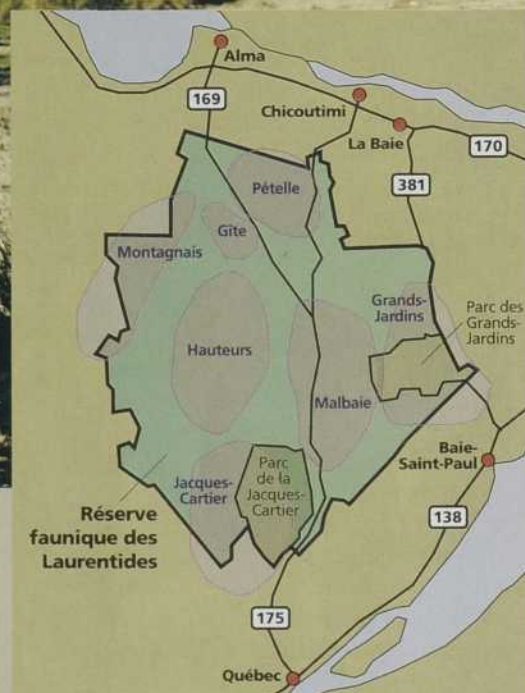 Alma
169
Chicoutimi
La Baie
170
381
Pételle
Gîte
Montagnais
Grands-
Jardins
Parc des
Grands-
Jardins
Hauteurs
Malbaie
Baie-
Saint-Paul
Jacques-
Cartier
Parc
de la
Jacques-
Cartier
Réserve
faunique des
Laurentides
138
175
Québec